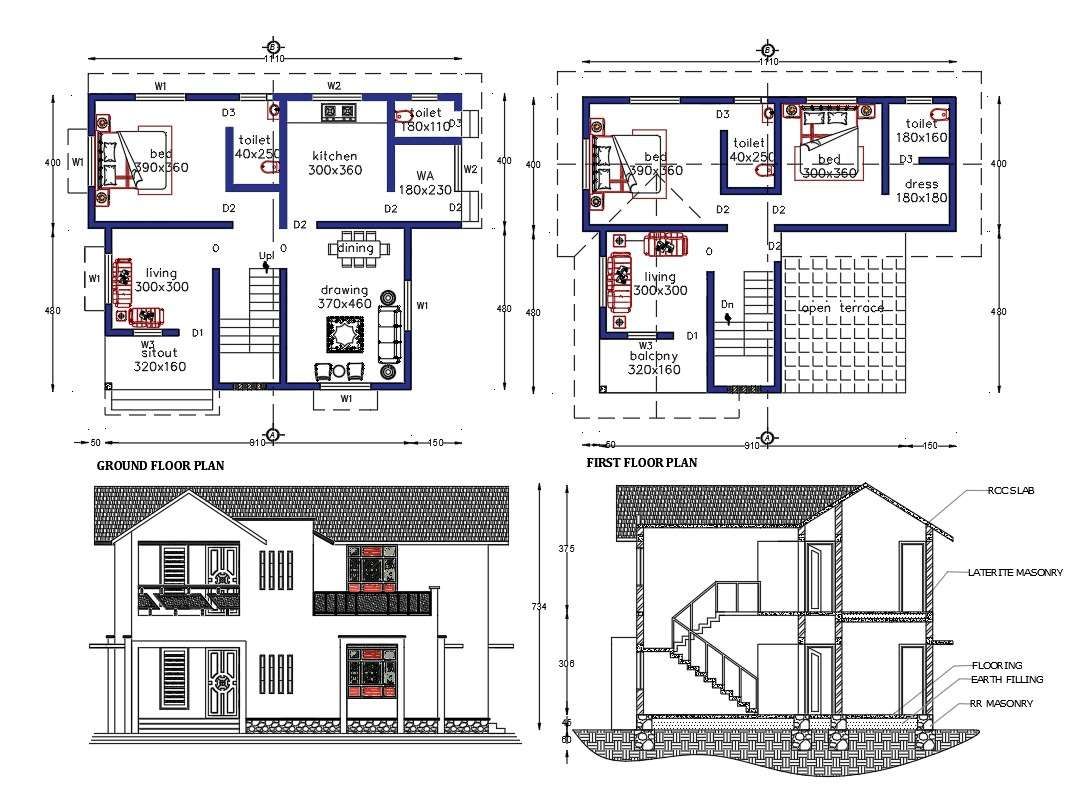 B
1110
W1
W2
D3
toilet
40x250
bed
390x360
kitchen
300x360
toilet
180x110
D3
WA
180x230
W2
W1
400
400
D2
D2
D2
D2
O
O
Up
dining
living
300x300
drawing
370x460
W1
W1
480
480
D1
W3
sitout
320x160
W1
A
50
910
150
GROUND FLOOR PLAN
B
1110
D3
toilet
40x250
bed
390x360
bed
300x360
toilet
180x160
D3
dress
180x180
400
400
D2
D2
D2
O
living
300x300
Dn
open terrace
480
480
W3
D1
balcony
320x160
A
50
910
150
FIRST FLOOR PLAN
734
375
306
45
60
RCC SLAB
LATERITE MASONRY
FLOORING
EARTH FILLING
RR MASONRY